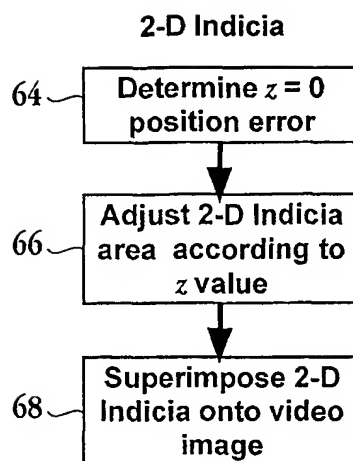 2-D Indicia
64
Determine z = 0
position error
66
Adjust 2-D Indicia
area according to
z value
68
Superimpose 2-D
Indicia onto video
image